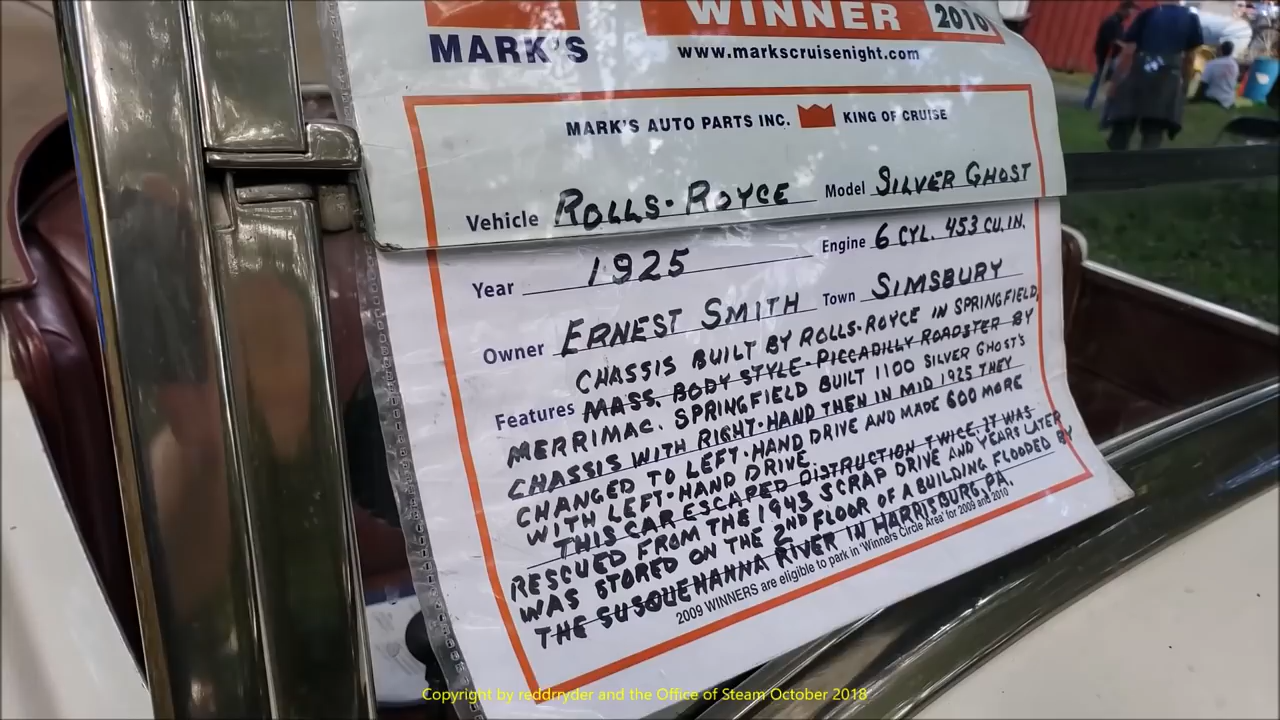 WINNER 2010
MARK'S
www.markscruisenight.com
MARK'S AUTO PARTS INC. KING OF CRUISE
Vehicle ROLLS-ROYCE Model SILVER GHOST
Year 1925 Engine 6 CYL. 453 CU.IN.
Owner ERNEST SMITH Town SIMSBURY
CHASSIS BUILT BY ROLLS-ROYCE IN SPRINGFIELD,
Features MASS. BODY STYLE-PICCADILLY ROADSTER BY
MERRIMAC. SPRINGFIELD BUILT 1100 SILVER GHOST'S
CHASSIS WITH RIGHT-HAND THEN IN MID 1925 THEY
CHANGED TO LEFT-HAND DRIVE AND MADE 600 MORE
WITH LEFT-HAND DRIVE.
THIS CAR ESCAPED DISTRUCTION TWICE IT WAS
RESCUED FROM THE 1943 SCRAP DRIVE AND YEARS LATER
WAS STORED ON THE 2ND FLOOR OF A BUILDING FLOODED BY
THE SUSQUEHANNA RIVER IN HARRISBURG, PA.
2009 WINNERS are eligible to park in 'Winners Circle Area' for 2009 and 2010
Copyright by reddrryder and the Office of Steam October 2018